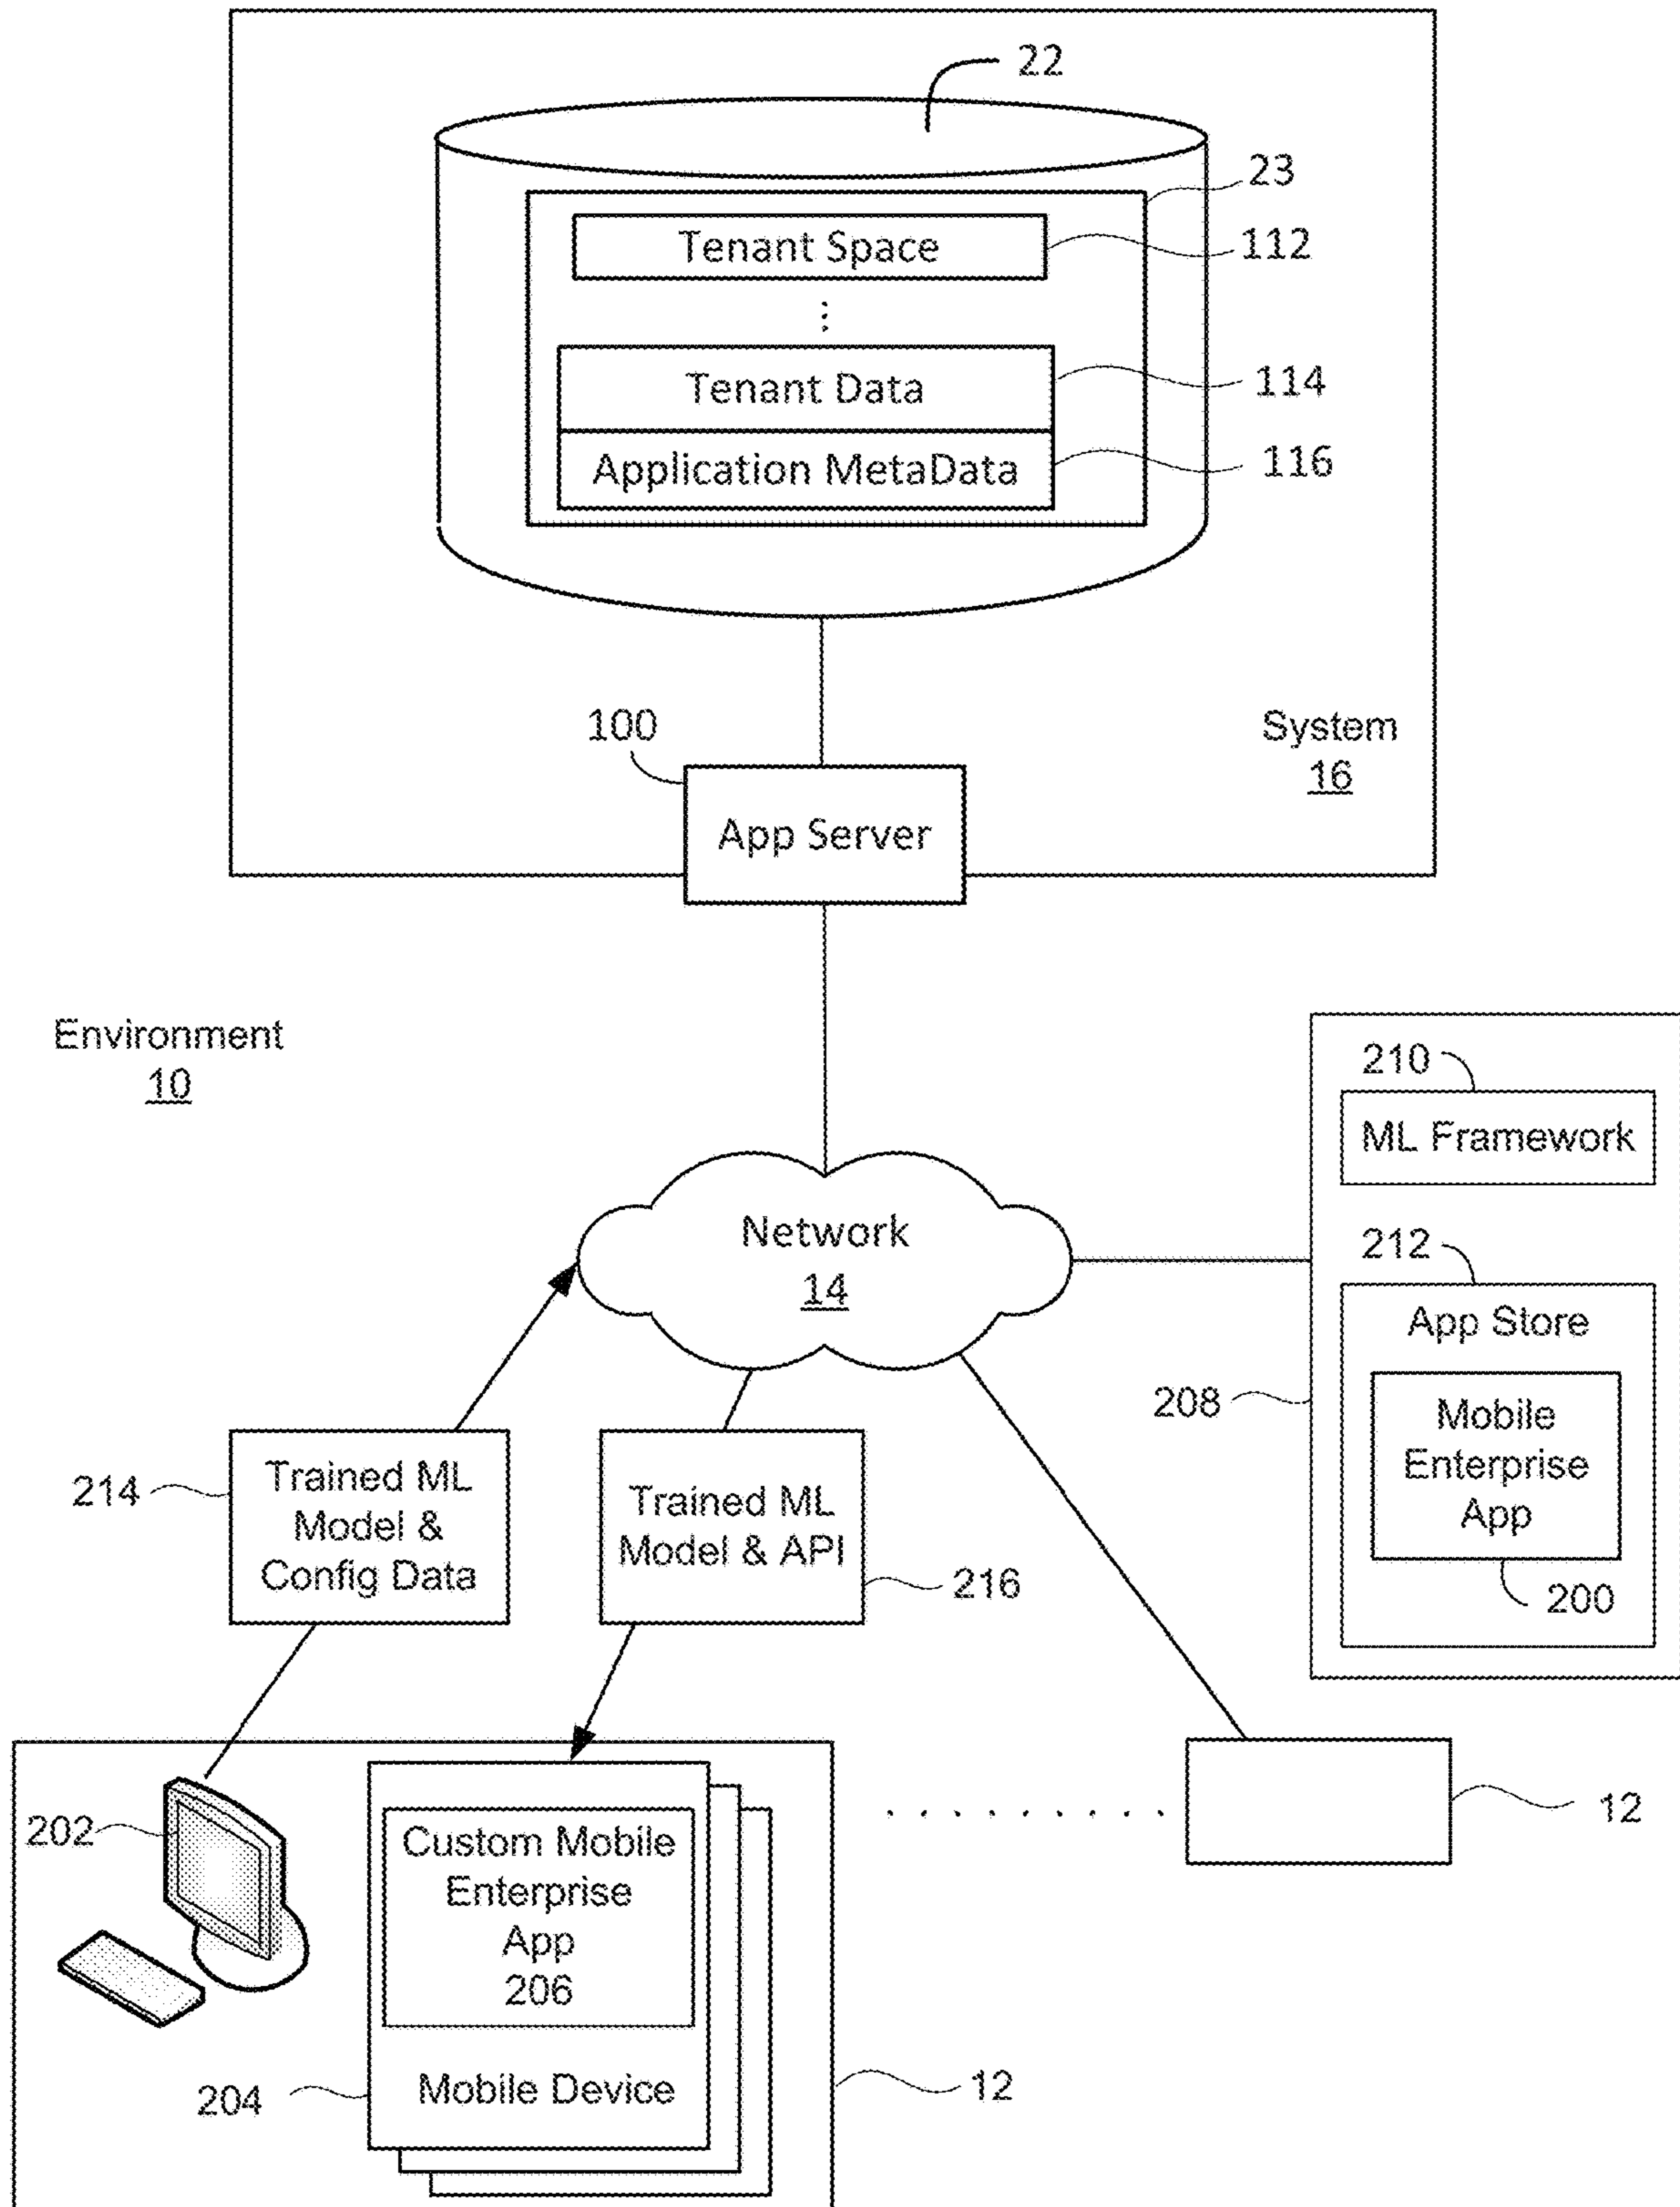 22
23
Tenant Space
112
⋮
Tenant Data
114
Application MetaData
116
100
System
16
App Server
Environment
10
210
ML Framework
Network
14
212
App Store
208
Mobile
Enterprise
App
200
214
Trained ML
Model &
Config Data
Trained ML
Model & API
216
202
Custom Mobile
Enterprise
App
206
12
204
Mobile Device
12